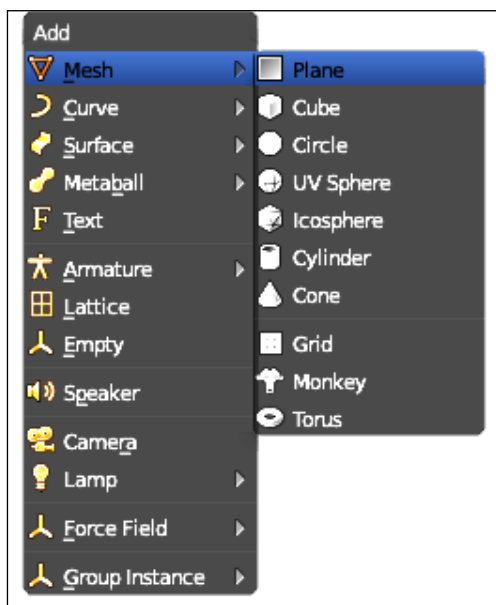 Add
Mesh
Curve
Surface
Metaball
Text
Armature
Lattice
Empty
Speaker
Camera
Lamp
Force Field
Group Instance
Plane
Cube
Circle
UV Sphere
Icosphere
Cylinder
Cone
Grid
Monkey
Torus